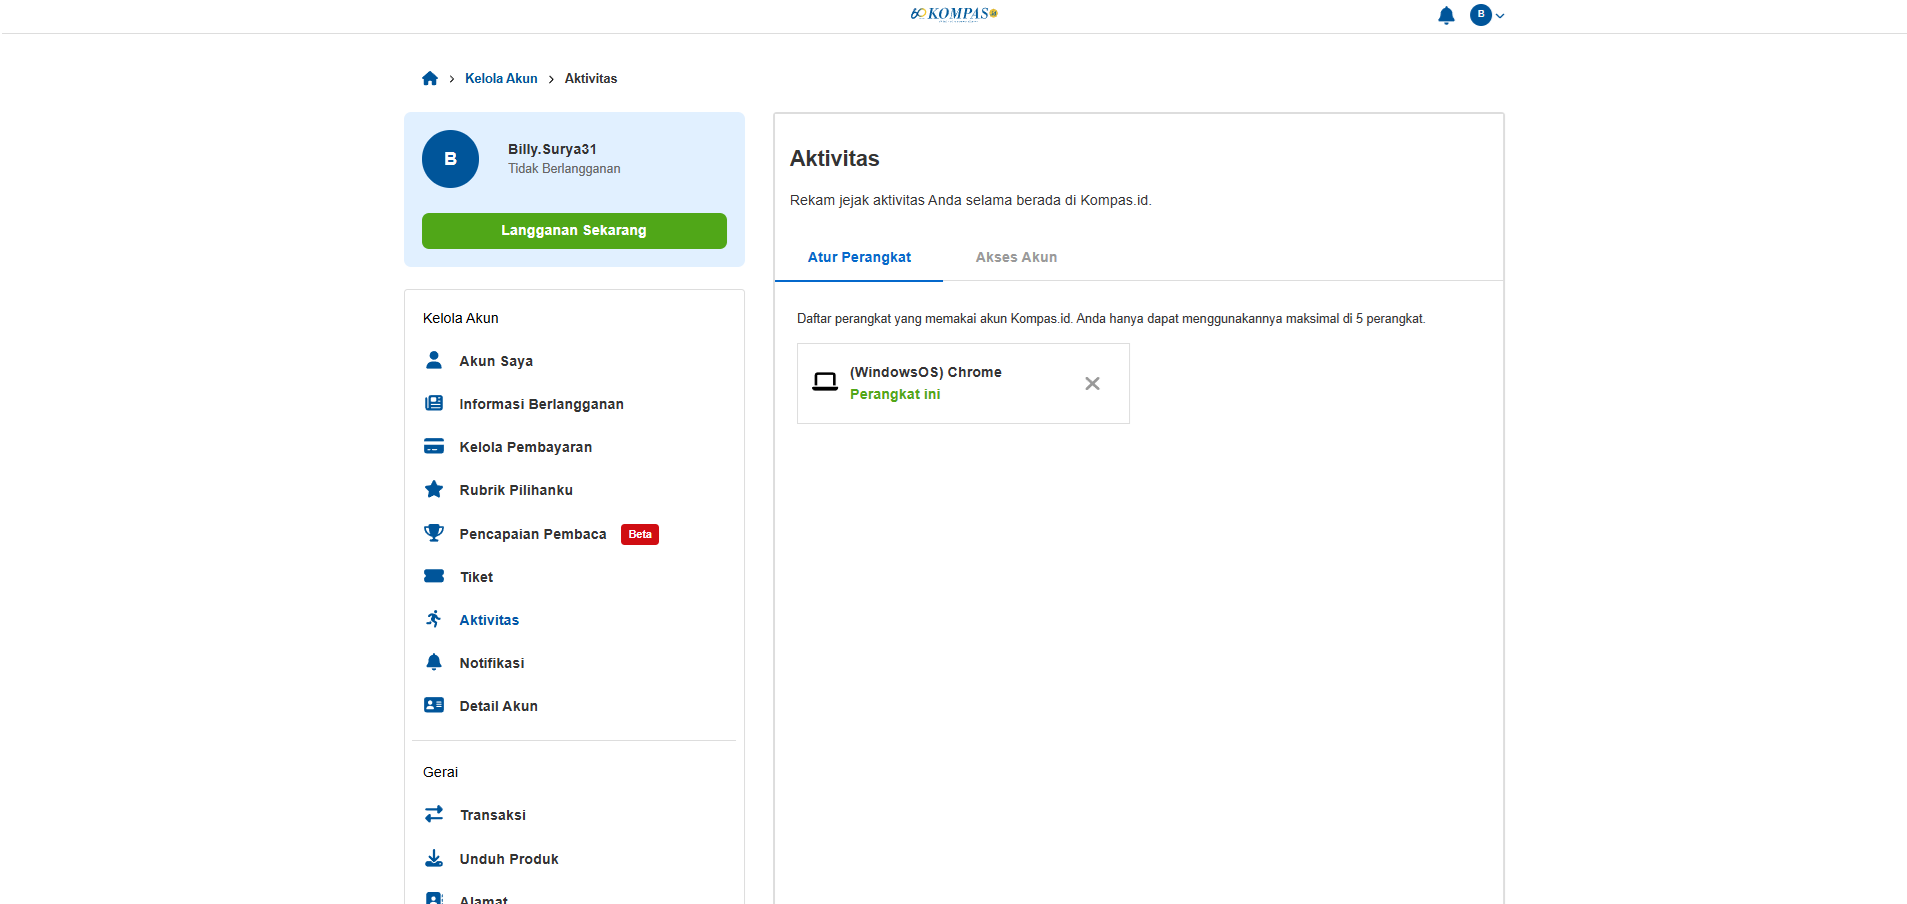 60 KOMPAS.id
B
Kelola Akun
Aktivitas
B
Billy.Surya31
Tidak Berlangganan
Langganan Sekarang
Kelola Akun
Akun Saya
Informasi Berlangganan
Kelola Pembayaran
Rubrik Pilihanku
Pencapaian Pembaca Beta
Tiket
Aktivitas
Notifikasi
Detail Akun
Gerai
Transaksi
Unduh Produk
Alamat
Aktivitas
Rekam jejak aktivitas Anda selama berada di Kompas.id.
Atur Perangkat
Akses Akun
Daftar perangkat yang memakai akun Kompas.id. Anda hanya dapat menggunakannya maksimal di 5 perangkat.
(WindowsOS) Chrome
Perangkat ini